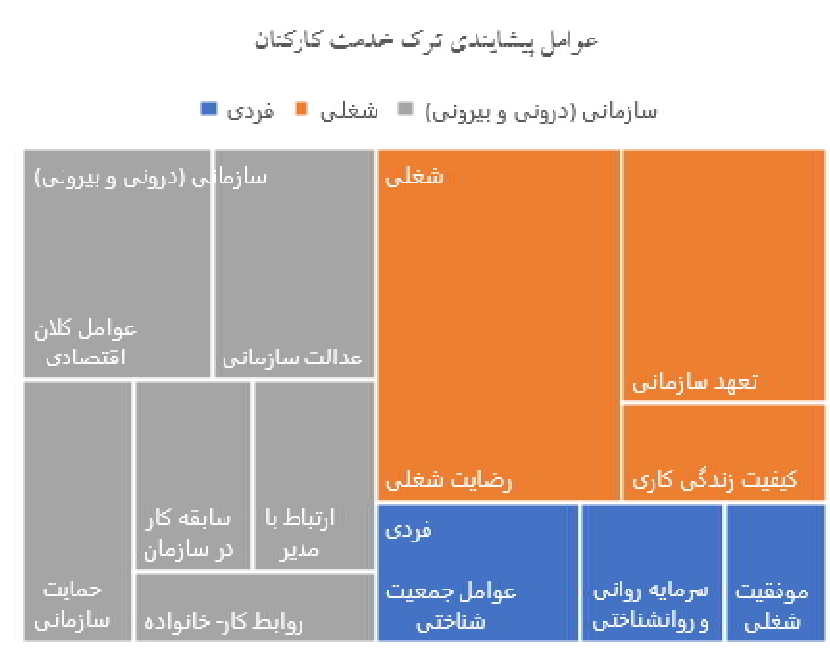 عوامل پیشایندی ترک خدمت کارکنان
سازمانی (درونی و بیرونی)
شغلی
فردی
شغلی
رضایت شغلی
تعهد سازمانی
کیفیت زندگی کاری
سازمانی (درونی و بیرونی)
عوامل کلان
اقتصادی
عدالت سازمانی
حمایت
سازمانی
سابقه کار
در سازمان
ارتباط با
مدیر
روابط کار- خانواده
فردی
عوامل جمعیت
شناختی
سرمایه روانی
و روانشناختی
موفقیت
شغلی